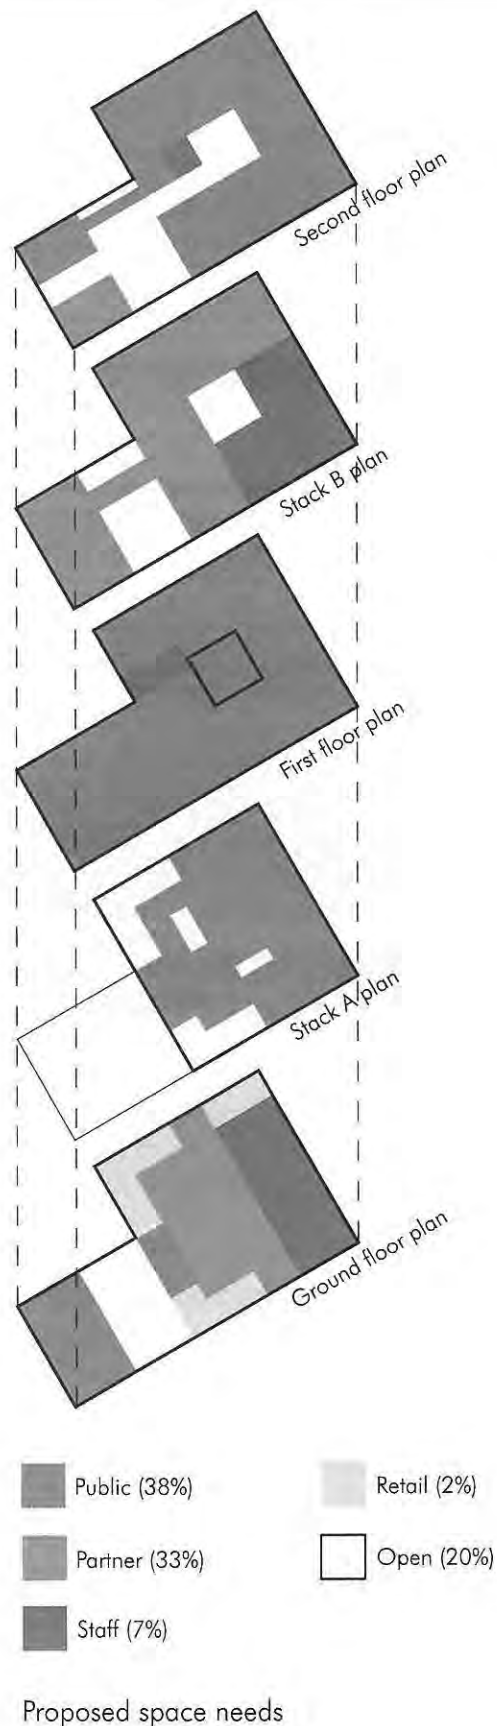 Second floor plan
Stack B plan
First floor plan
Stack A plan
Ground floor plan
Public (38%)
Retail (2%)
Partner (33%)
Open (20%)
Staff (7%)
Proposed space needs